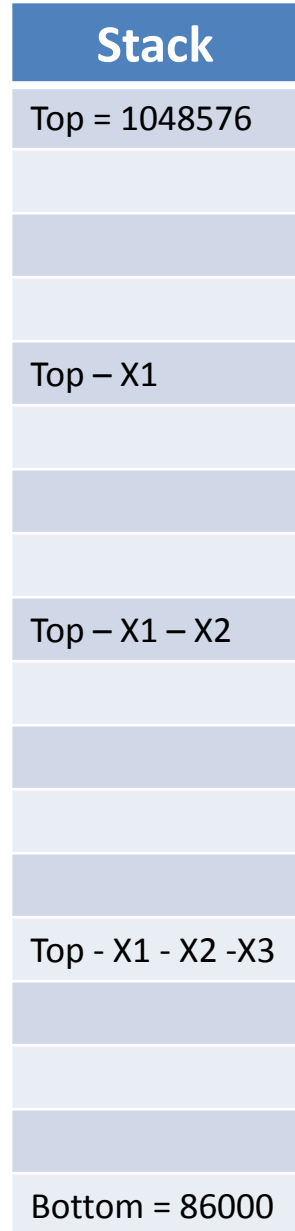 Stack
Top = 1048576
Top – X1
Top – X1 – X2
Top - X1 - X2 -X3
Bottom = 86000